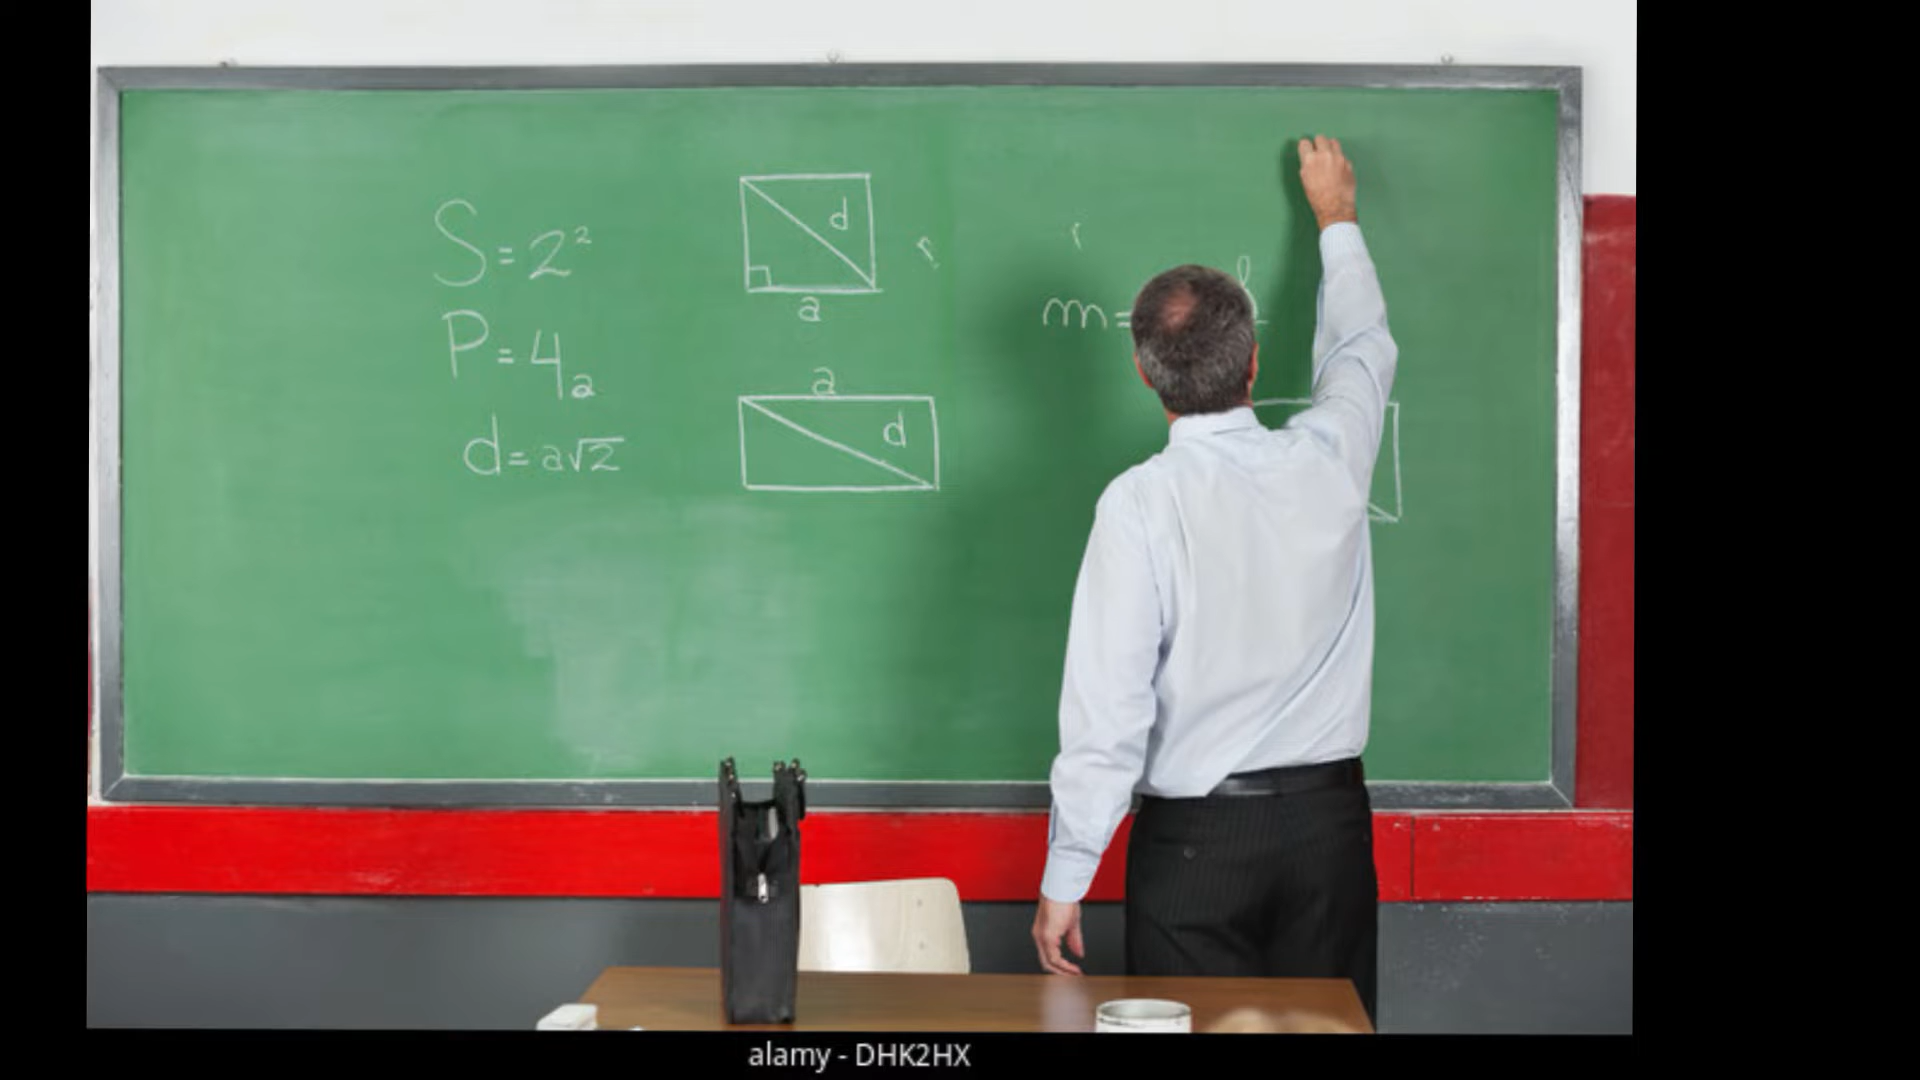 S=2²
P=4a
d=a√2
d
a
a
d
m=
alamy - DHK2HX